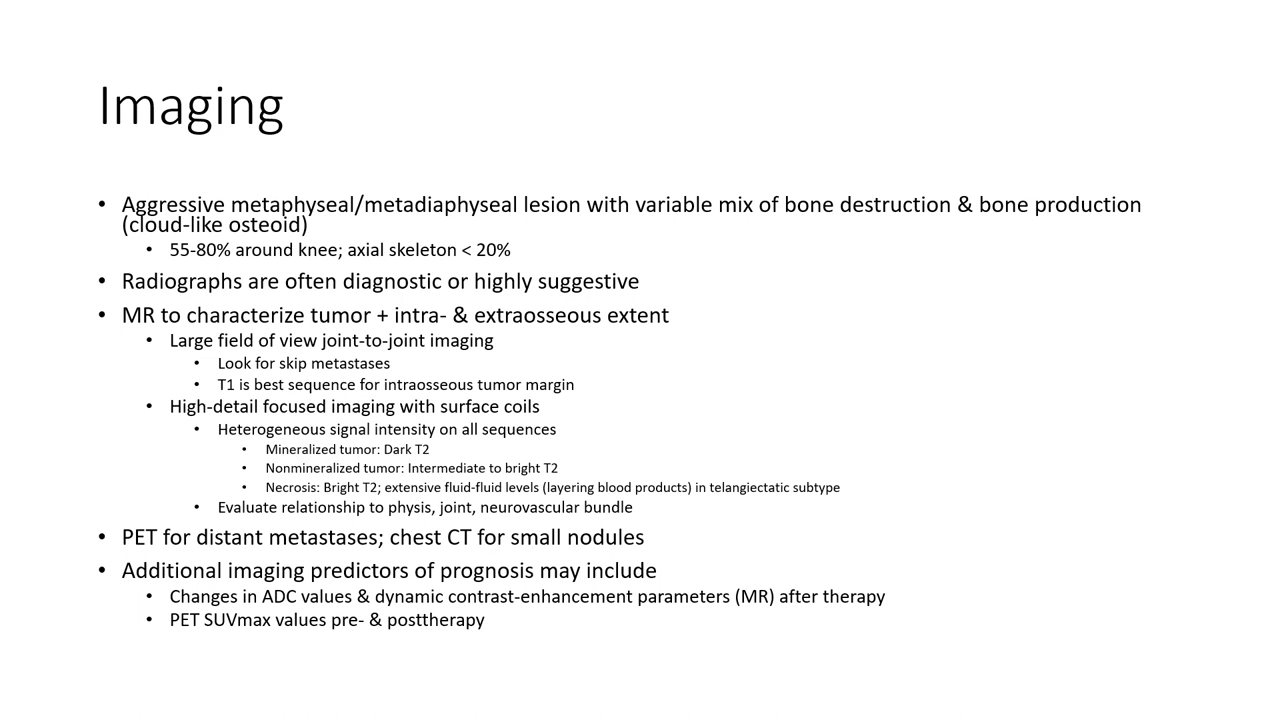 Imaging
• Aggressive metaphyseal/metadiaphyseal lesion with variable mix of bone destruction & bone production
(cloud-like osteoid)
• 55-80% around knee; axial skeleton < 20%
• Radiographs are often diagnostic or highly suggestive
• MR to characterize tumor + intra- & extraosseous extent
• Large field of view joint-to-joint imaging
• Look for skip metastases
• T1 is best sequence for intraosseous tumor margin
• High-detail focused imaging with surface coils
• Heterogeneous signal intensity on all sequences
• Mineralized tumor: Dark T2
• Nonmineralized tumor: Intermediate to bright T2
• Necrosis: Bright T2; extensive fluid-fluid levels (layering blood products) in telangiectatic subtype
• Evaluate relationship to physis, joint, neurovascular bundle
• PET for distant metastases; chest CT for small nodules
• Additional imaging predictors of prognosis may include
• Changes in ADC values & dynamic contrast-enhancement parameters (MR) after therapy
• PET SUVmax values pre- & posttherapy